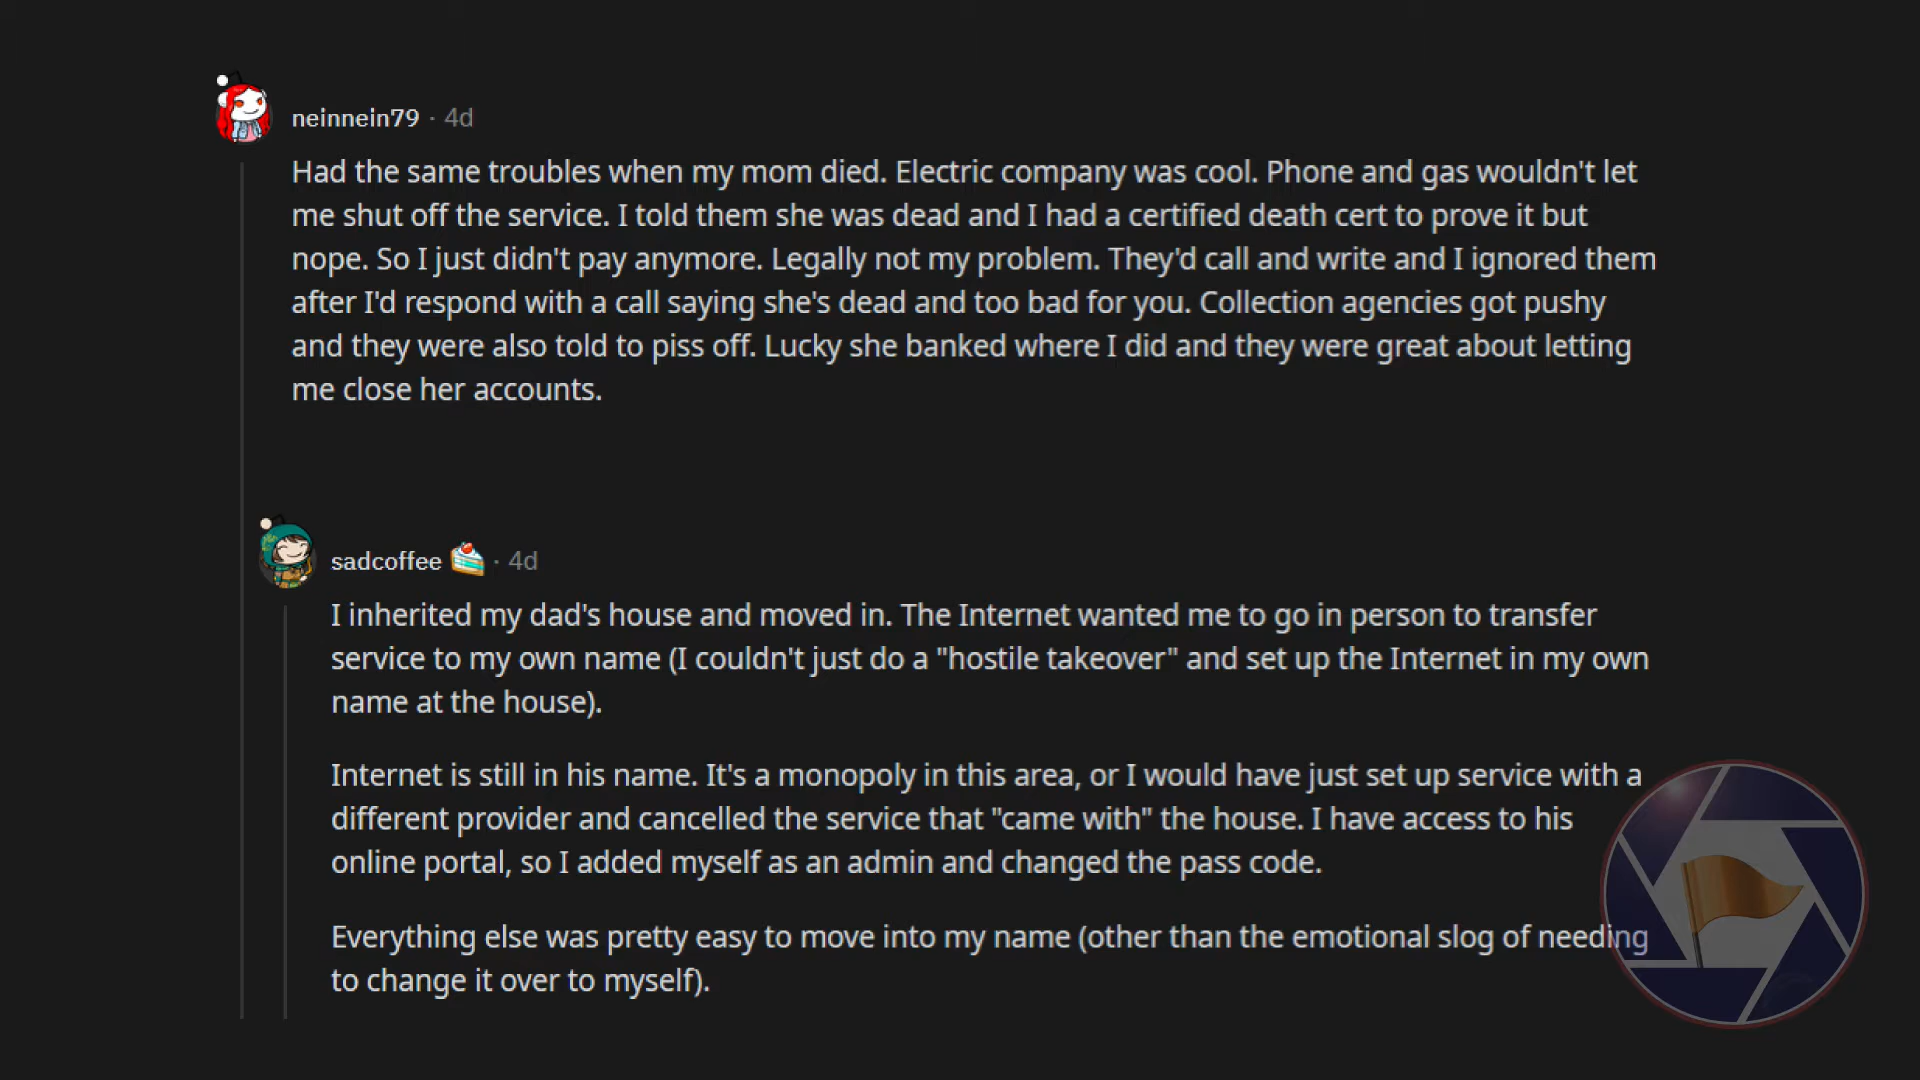 neinnein79 · 4d
Had the same troubles when my mom died. Electric company was cool. Phone and gas wouldn't let
me shut off the service. I told them she was dead and I had a certified death cert to prove it but
nope. So I just didn't pay anymore. Legally not my problem. They'd call and write and I ignored them
after I'd respond with a call saying she's dead and too bad for you. Collection agencies got pushy
and they were also told to piss off. Lucky she banked where I did and they were great about letting
me close her accounts.
sadcoffee · 4d
I inherited my dad's house and moved in. The Internet wanted me to go in person to transfer
service to my own name (I couldn't just do a "hostile takeover" and set up the Internet in my own
name at the house).
Internet is still in his name. It's a monopoly in this area, or I would have just set up service with a
different provider and cancelled the service that "came with" the house. I have access to his
online portal, so I added myself as an admin and changed the pass code.
Everything else was pretty easy to move into my name (other than the emotional slog of needing
to change it over to myself).